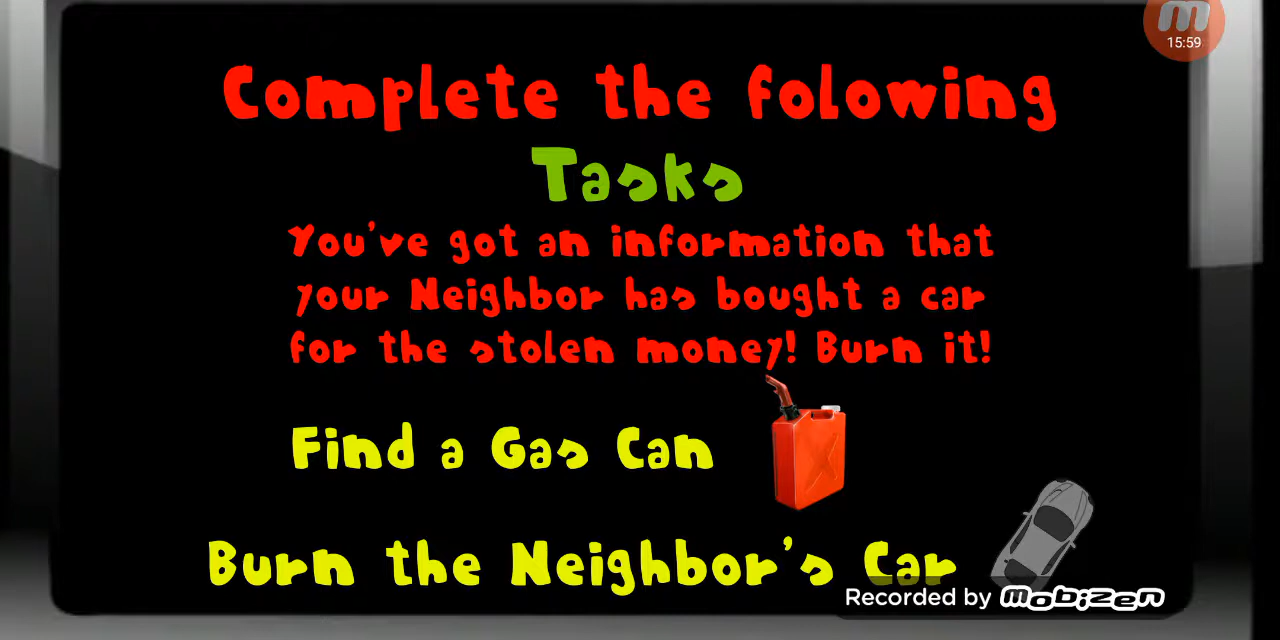 m
15:59
Complete the folowing
Tasks
You've got an information that
your Neighbor has bought a car
for the stolen money! Burn it!
Find a Gas Can
Burn the Neighbor's Car
Recorded by mobizen